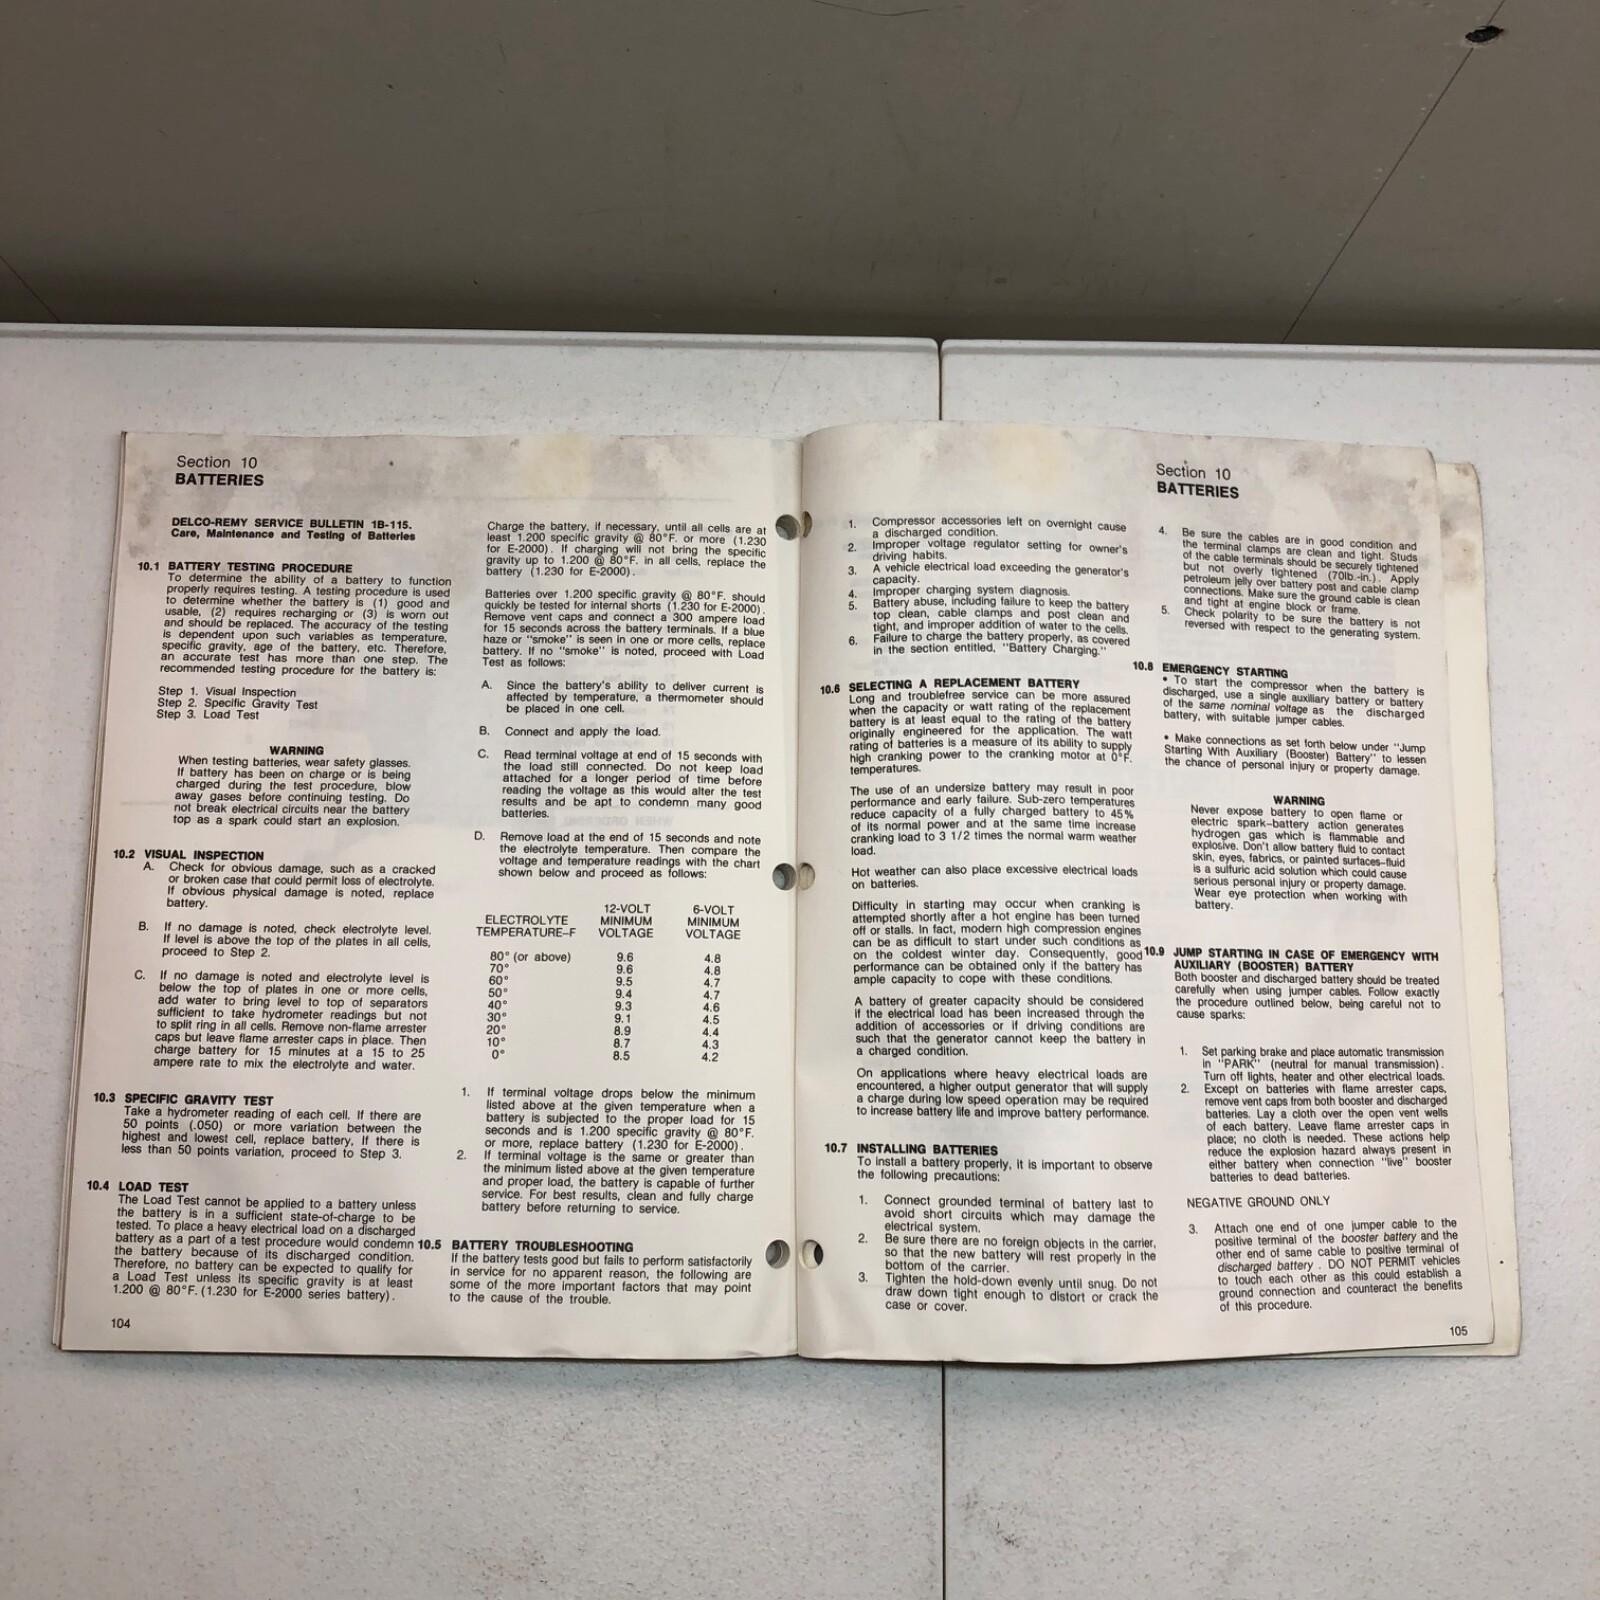 Section 10
BATTERIES
DELCO-REMY SERVICE BULLETIN 1B-115.
Care, Maintenance and Testing of Batteries
10.1 BATTERY TESTING PROCEDURE
To determine the ability of a battery to function
properly requires testing. A testing procedure is used
to determine whether the battery is (1) good and
usable, (2) requires recharging or (3) is worn out
and should be replaced. The accuracy of the testing
is dependent upon such variables as temperature,
specific gravity, age of the battery, etc. Therefore,
an accurate test has more than one step. The
recommended testing procedure for the battery is:
Step 1. Visual Inspection
Step 2. Specific Gravity Test
Step 3. Load Test
WARNING
When testing batteries, wear safety glasses.
If battery has been on charge or is being
charged during the test procedure, blow
away gases before continuing testing. Do
not break electrical circuits near the battery
top as a spark could start an explosion.
10.2 VISUAL INSPECTION
A. Check for obvious damage, such as a cracked
or broken case that could permit loss of electrolyte.
If obvious physical damage is noted, replace
battery.
B. If no damage is noted, check electrolyte level.
If level is above the top of the plates in all cells,
proceed to Step 2.
C. If no damage is noted and electrolyte level is
below the top of plates in one or more cells,
add water to bring level to top of separators
sufficient to take hydrometer readings but not
to split ring in all cells. Remove non-flame arrester
caps but leave flame arrester caps in place. Then
charge battery for 15 minutes at a 15 to 25
ampere rate to mix the electrolyte and water.
10.3 SPECIFIC GRAVITY TEST
Take a hydrometer reading of each cell. If there are
50 points (.050) or more variation between the
highest and lowest cell, replace battery, If there is
less than 50 points variation, proceed to Step 3.
10.4 LOAD TEST
The Load Test cannot be applied to a battery unless
the battery is in a sufficient state-of-charge to be
tested. To place a heavy electrical load on a discharged
battery as a part of a test procedure would condemn
the battery because of its discharged condition.
Therefore, no battery can be expected to qualify for
a Load Test unless its specific gravity is at least
1.200 @ 80°F. (1.230 for E-2000 series battery).
104
Charge the battery, if necessary, until all cells are at
least 1.200 specific gravity @ 80°F. or more (1.230
for E-2000). If charging will not bring the specific
gravity up to 1.200 @ 80°F. in all cells, replace the
battery (1.230 for E-2000).
Batteries over 1.200 specific gravity @ 80°F. should
quickly be tested for internal shorts (1.230 for E-2000).
Remove vent caps and connect a 300 ampere load
for 15 seconds across the battery terminals. If a blue
haze or "smoke" is seen in one or more cells, replace
battery. If no "smoke" is noted, proceed with Load
Test as follows:
A. Since the battery's ability to deliver current is
affected by temperature, a thermometer should
be placed in one cell.
B. Connect and apply the load.
C. Read terminal voltage at end of 15 seconds with
the load still connected. Do not keep load
attached for a longer period of time before
reading the voltage as this would alter the test
results and be apt to condemn many good
batteries.
D. Remove load at the end of 15 seconds and note
the electrolyte temperature. Then compare the
voltage and temperature readings with the chart
shown below and proceed as follows:
12-VOLT 6-VOLT
ELECTROLYTE MINIMUM MINIMUM
TEMPERATURE-F VOLTAGE VOLTAGE
80° (or above) 9.6 4.8
70° 9.6 4.8
60° 9.5 4.7
50° 9.4 4.7
40° 9.3 4.6
30° 9.1 4.5
20° 8.9 4.4
10° 8.7 4.3
0° 8.5 4.2
1. If terminal voltage drops below the minimum
listed above at the given temperature when a
battery is subjected to the proper load for 15
seconds and is 1.200 specific gravity @ 80°F.
or more, replace battery (1.230 for E-2000).
2. If terminal voltage is the same or greater than
the minimum listed above at the given temperature
and proper load, the battery is capable of further
service. For best results, clean and fully charge
battery before returning to service.
10.5 BATTERY TROUBLESHOOTING
If the battery tests good but fails to perform satisfactorily
in service for no apparent reason, the following are
some of the more important factors that may point
to the cause of the trouble.
Section 10
BATTERIES
1. Compressor accessories left on overnight cause
a discharged condition.
2. Improper voltage regulator setting for owner's
driving habits.
3. A vehicle electrical load exceeding the generator's
capacity.
4. Improper charging system diagnosis.
5. Battery abuse, including failure to keep the battery
top clean, cable clamps and post clean and
tight, and improper addition of water to the cells.
6. Failure to charge the battery properly, as covered
in the section entitled, "Battery Charging."
10.6 SELECTING A REPLACEMENT BATTERY
Long and troublefree service can be more assured
when the capacity or watt rating of the replacement
battery is at least equal to the rating of the battery
originally engineered for the application. The watt
rating of batteries is a measure of its ability to supply
high cranking power to the cranking motor at 0°F.
temperatures.
The use of an undersize battery may result in poor
performance and early failure. Sub-zero temperatures
reduce capacity of a fully charged battery to 45%
of its normal power and at the same time increase
cranking load to 3 1/2 times the normal warm weather
load.
Hot weather can also place excessive electrical loads
on batteries.
Difficulty in starting may occur when cranking is
attempted shortly after a hot engine has been turned
off or stalls. In fact, modern high compression engines
can be as difficult to start under such conditions as
on the coldest winter day. Consequently, good
performance can be obtained only if the battery has
ample capacity to cope with these conditions.
A battery of greater capacity should be considered
if the electrical load has been increased through the
addition of accessories or if driving conditions are
such that the generator cannot keep the battery in
a charged condition.
On applications where heavy electrical loads are
encountered, a higher output generator that will supply
a charge during low speed operation may be required
to increase battery life and improve battery performance.
10.7 INSTALLING BATTERIES
To install a battery properly, it is important to observe
the following precautions:
1. Connect grounded terminal of battery last to
avoid short circuits which may damage the
electrical system.
2. Be sure there are no foreign objects in the carrier,
so that the new battery will rest properly in the
bottom of the carrier.
3. Tighten the hold-down evenly until snug. Do not
draw down tight enough to distort or crack the
case or cover.
4. Be sure the cables are in good condition and
the terminal clamps are clean and tight. Studs
of the cable terminals should be securely tightened
but not overly tightened (70lb.-in.). Apply
petroleum jelly over battery post and cable clamp
connections. Make sure the ground cable is clean
and tight at engine block or frame.
5. Check polarity to be sure the battery is not
reversed with respect to the generating system.
10.8 EMERGENCY STARTING
• To start the compressor when the battery is
discharged, use a single auxiliary battery or battery
of the same nominal voltage as the discharged
battery, with suitable jumper cables.
• Make connections as set forth below under "Jump
Starting With Auxiliary (Booster) Battery" to lessen
the chance of personal injury or property damage.
WARNING
Never expose battery to open flame or
electric spark-battery action generates
hydrogen gas which is flammable and
explosive. Don't allow battery fluid to contact
skin, eyes, fabrics, or painted surfaces-fluid
is a sulfuric acid solution which could cause
serious personal injury or property damage.
Wear eye protection when working with
battery.
10.9 JUMP STARTING IN CASE OF EMERGENCY WITH
AUXILIARY (BOOSTER) BATTERY
Both booster and discharged battery should be treated
carefully when using jumper cables. Follow exactly
the procedure outlined below, being careful not to
cause sparks:
1. Set parking brake and place automatic transmission
in "PARK" (neutral for manual transmission).
Turn off lights, heater and other electrical loads.
2. Except on batteries with flame arrester caps,
remove vent caps from both booster and discharged
batteries. Lay a cloth over the open vent wells
of each battery. Leave flame arrester caps in
place; no cloth is needed. These actions help
reduce the explosion hazard always present in
either battery when connection "live" booster
batteries to dead batteries.
NEGATIVE GROUND ONLY
3. Attach one end of one jumper cable to the
positive terminal of the booster battery and the
other end of same cable to positive terminal of
discharged battery . DO NOT PERMIT vehicles
to touch each other as this could establish a
ground connection and counteract the benefits
of this procedure.
105